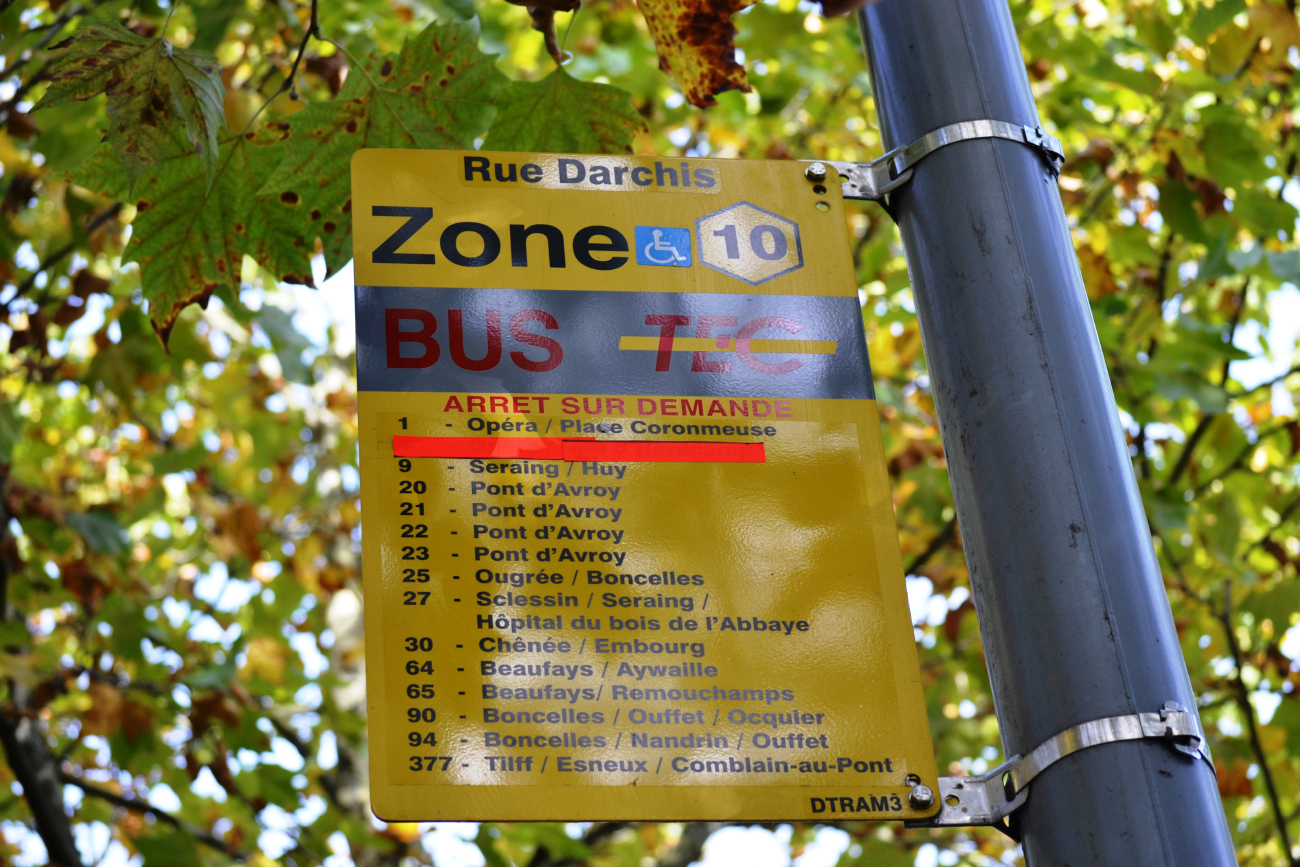 Rue Darchis
Zone 10
BUS TEC
ARRET SUR DEMANDE
1 - Opéra / Place Coronmeuse
9 - Seraing / Huy
20 - Pont d'Avroy
21 - Pont d'Avroy
22 - Pont d'Avroy
23 - Pont d'Avroy
25 - Ougrée / Boncelles
27 - Sclessin / Seraing /
Hôpital du bois de l'Abbaye
30 - Chênée / Embourg
64 - Beaufays / Aywaille
65 - Beaufays/ Remouchamps
90 - Boncelles / Ouffet / Ocquier
94 - Boncelles / Nandrin / Ouffet
377 - Tilff / Esneux / Comblain-au-Pont
DTRAM3